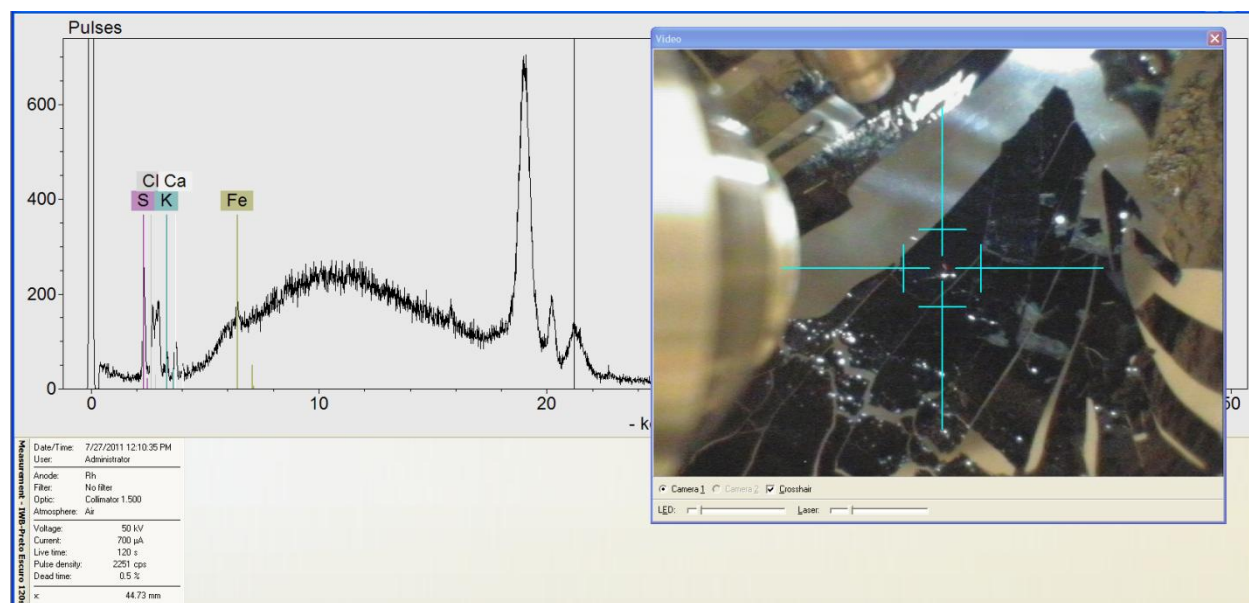 Pulses
600
400
200
0
Cl Ca
S K Fe
0 10 20 50
- ke
Video
Camera 1 Camera 2 Crosshair
LED: Laser:
Measurement - IWB-Preto Escuro 120s
Date/Time: 7/27/2011 12:10:35 PM
User: Administrator
Anode: Rh
Filter: No filter
Optic: Collimator 1.500
Atmosphere: Air
Voltage: 50 kV
Current: 700 µA
Live time: 120 s
Pulse density: 2251 cps
Dead time: 0.5 %
x: 44.73 mm